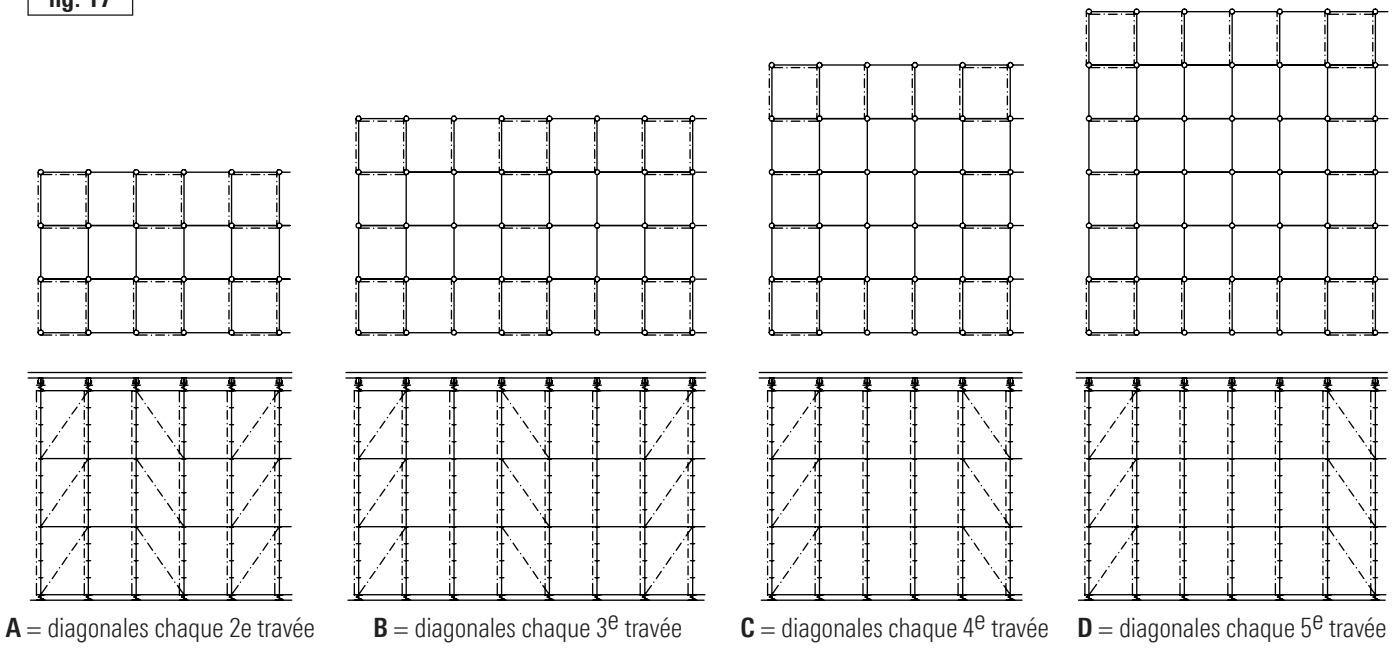 fig. 17
A = diagonales chaque 2e travée
B = diagonales chaque 3e travée
C = diagonales chaque 4e travée
D = diagonales chaque 5e travée